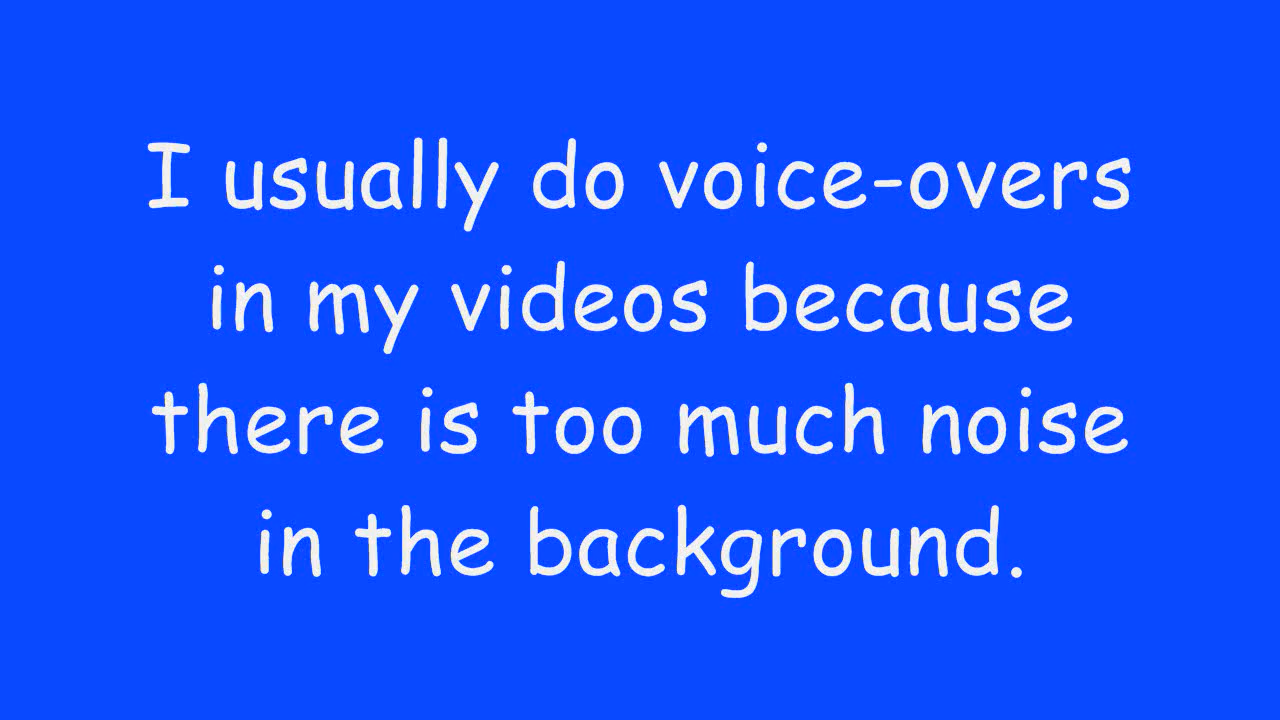 I usually do voice-overs
in my videos because
there is too much noise
in the background.